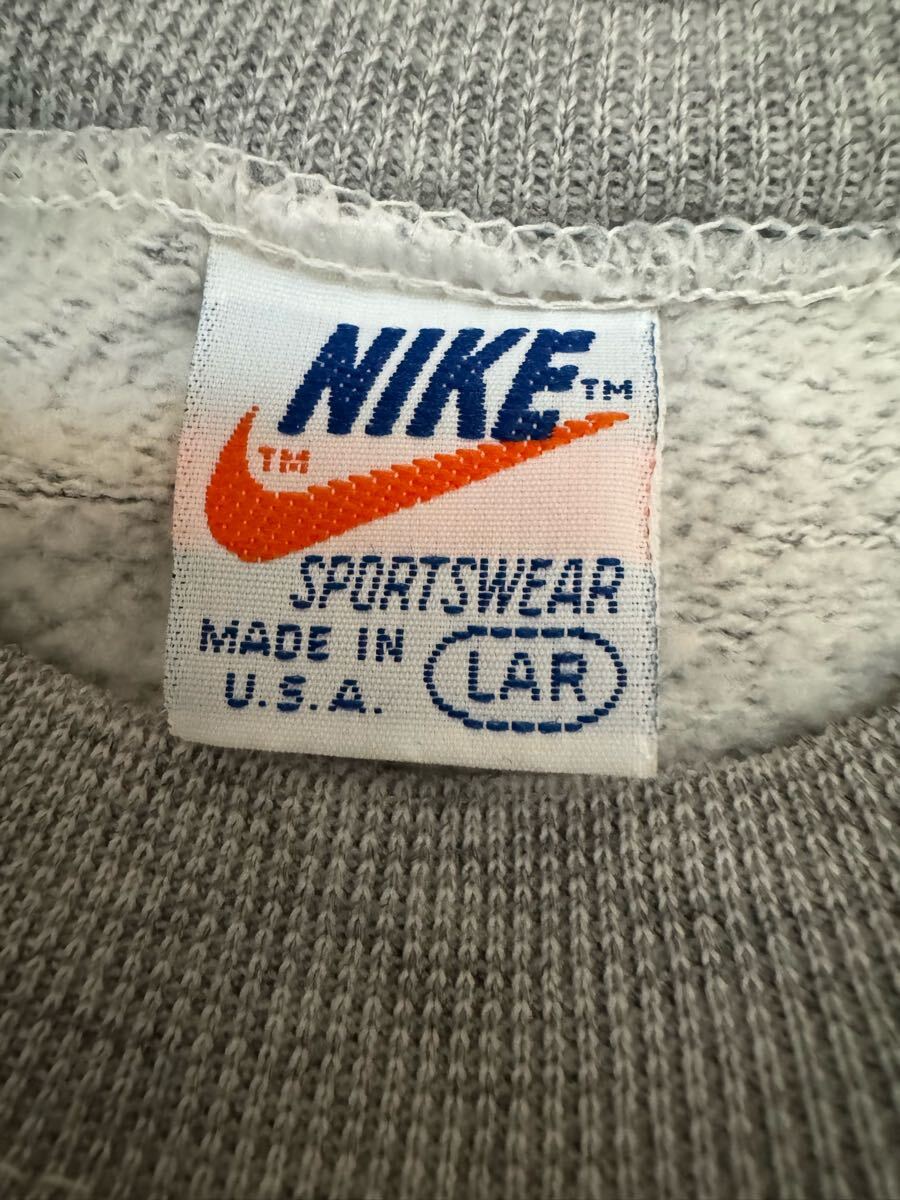 NIKE™
™
SPORTSWEAR
MADE IN
U.S.A.
LAR